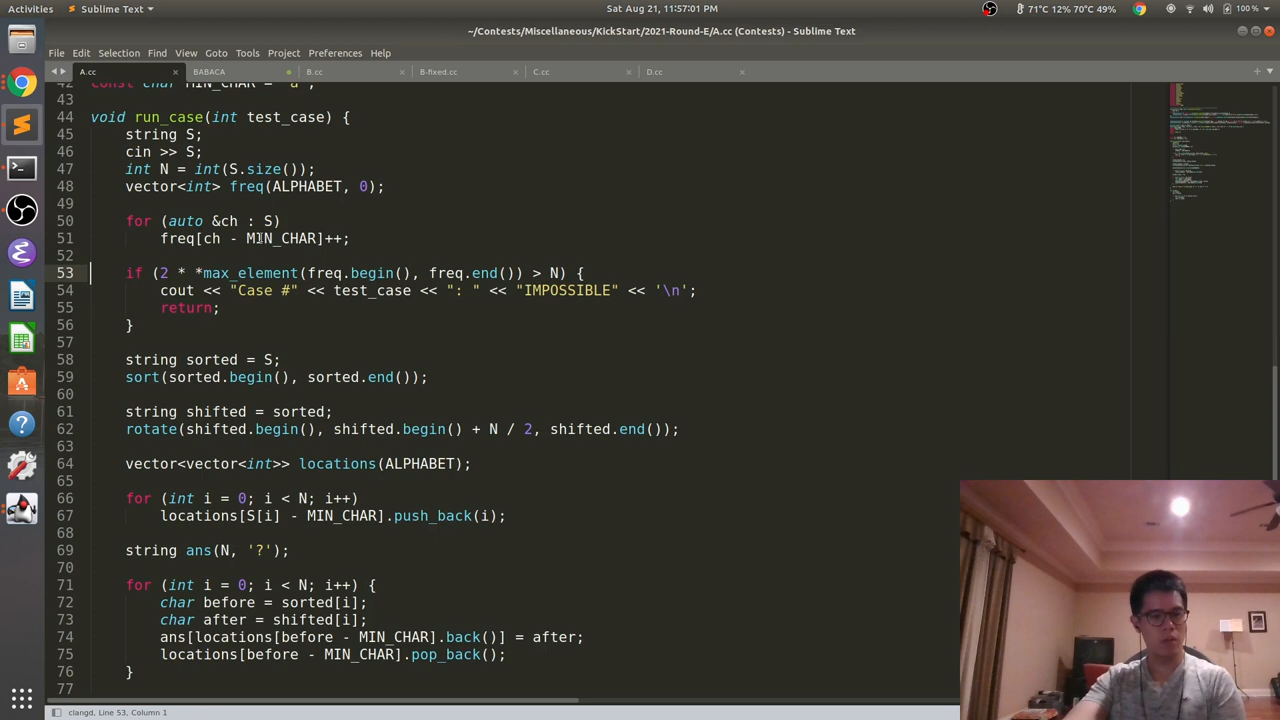 Activities
Sublime Text
Sat Aug 21, 11:57:01 PM
71°C 12% 70°C 49%
100 %
~/Contests/Miscellaneous/KickStart/2021-Round-E/A.cc (Contests) - Sublime Text
File Edit Selection Find View Goto Tools Project Preferences Help
A.cc BABACA B.cc B-fixed.cc C.cc D.cc
42 const char MIN_CHAR = 'a';
43
44 void run_case(int test_case) {
45 string S;
46 cin >> S;
47 int N = int(S.size());
48 vector<int> freq(ALPHABET, 0);
49
50 for (auto &ch : S)
51 freq[ch - MIN_CHAR]++;
52
53 if (2 * *max_element(freq.begin(), freq.end()) > N) {
54 cout << "Case #" << test_case << ": " << "IMPOSSIBLE" << '\n';
55 return;
56 }
57
58 string sorted = S;
59 sort(sorted.begin(), sorted.end());
60
61 string shifted = sorted;
62 rotate(shifted.begin(), shifted.begin() + N / 2, shifted.end());
63
64 vector<vector<int>> locations(ALPHABET);
65
66 for (int i = 0; i < N; i++)
67 locations[S[i] - MIN_CHAR].push_back(i);
68
69 string ans(N, '?');
70
71 for (int i = 0; i < N; i++) {
72 char before = sorted[i];
73 char after = shifted[i];
74 ans[locations[before - MIN_CHAR].back()] = after;
75 locations[before - MIN_CHAR].pop_back();
76 }
77
clangd, Line 53, Column 1